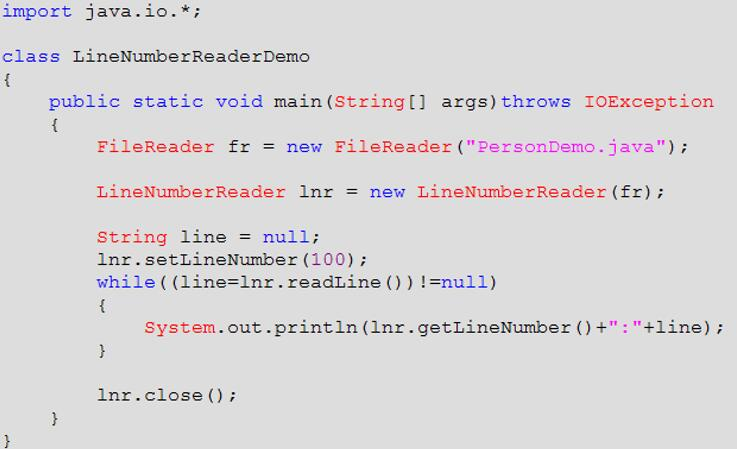 import java.io.*;
class LineNumberReaderDemo
{
    public static void main(String[] args)throws IOException
    {
        FileReader fr = new FileReader("PersonDemo.java");
        LineNumberReader lnr = new LineNumberReader(fr);
        String line = null;
        lnr.setLineNumber(100);
        while((line=lnr.readLine())!=null)
        {
            System.out.println(lnr.getLineNumber()+":"+line);
        }
        lnr.close();
    }
}